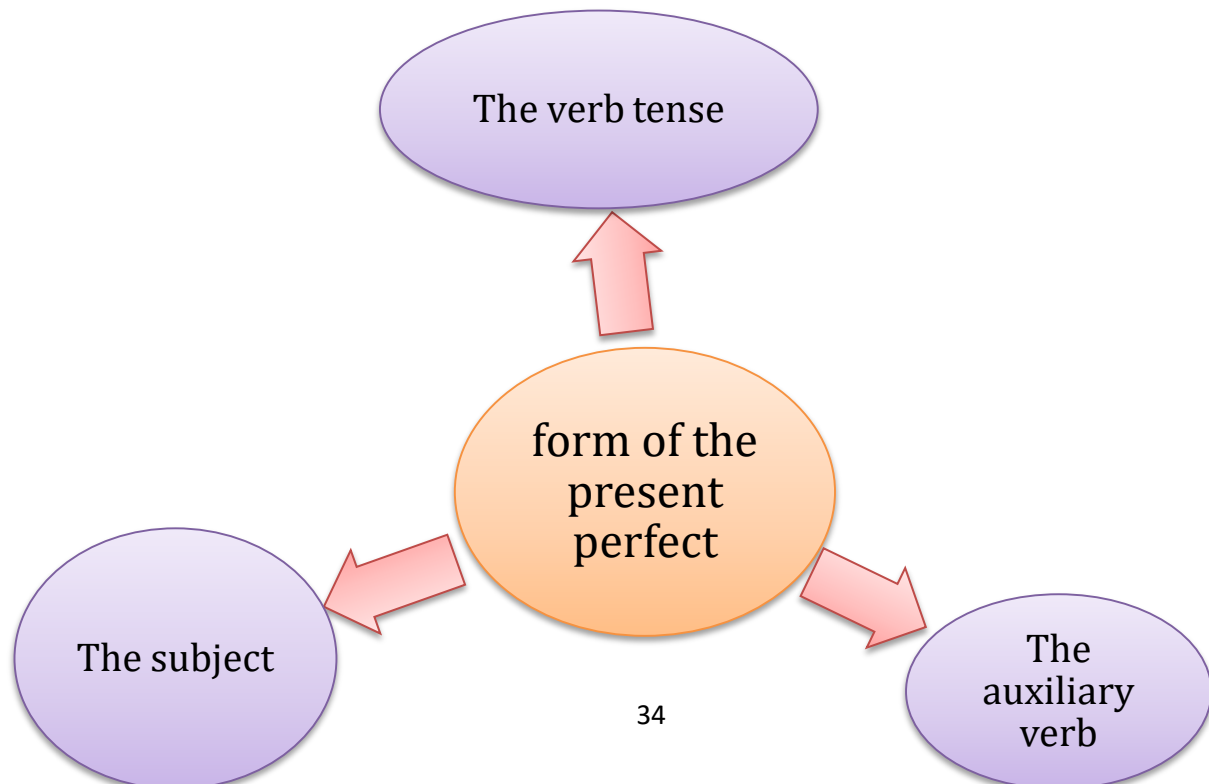 The verb tense
form of the
present
perfect
The subject
The
auxiliary
verb
34